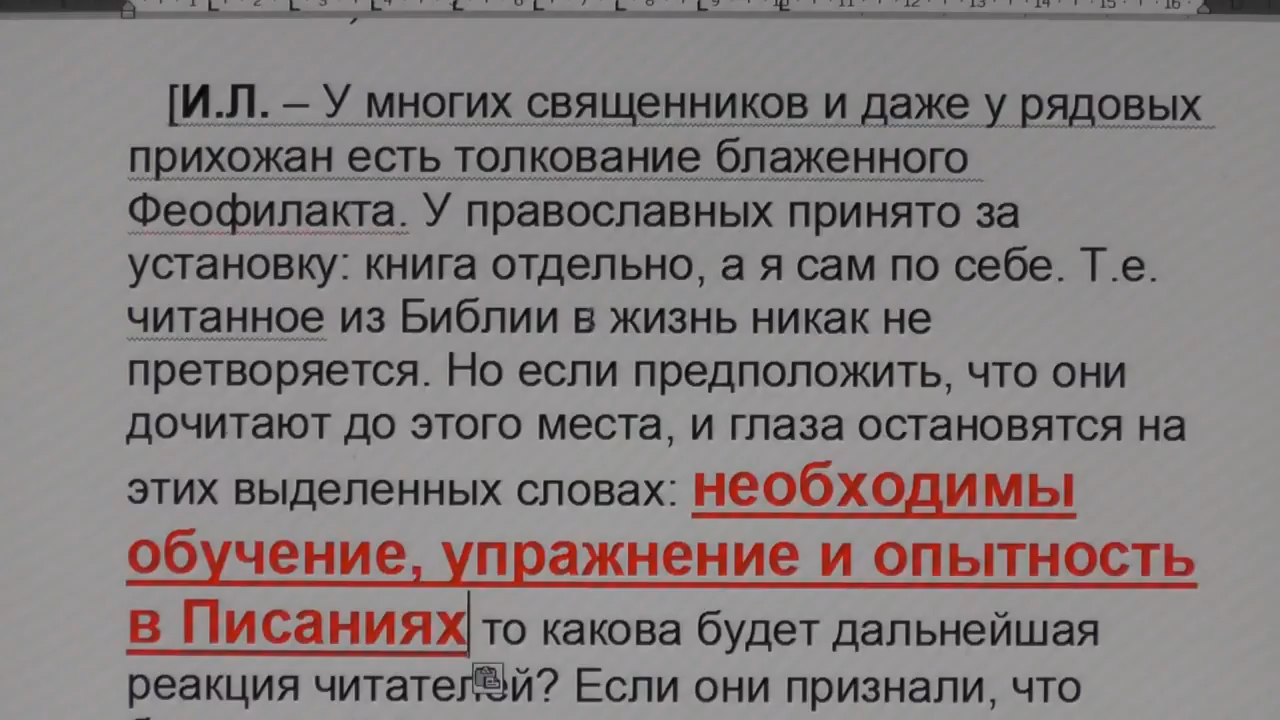 [И.Л. – У многих священников и даже у рядовых
прихожан есть толкование блаженного
Феофилакта. У православных принято за
установку: книга отдельно, а я сам по себе. Т.е.
читанное из Библии в жизнь никак не
претворяется. Но если предположить, что они
дочитают до этого места, и глаза остановятся на
этих выделенных словах: необходимы
обучение, упражнение и опытность
в Писаниях то какова будет дальнейшая
реакция читателей? Если они признали, что